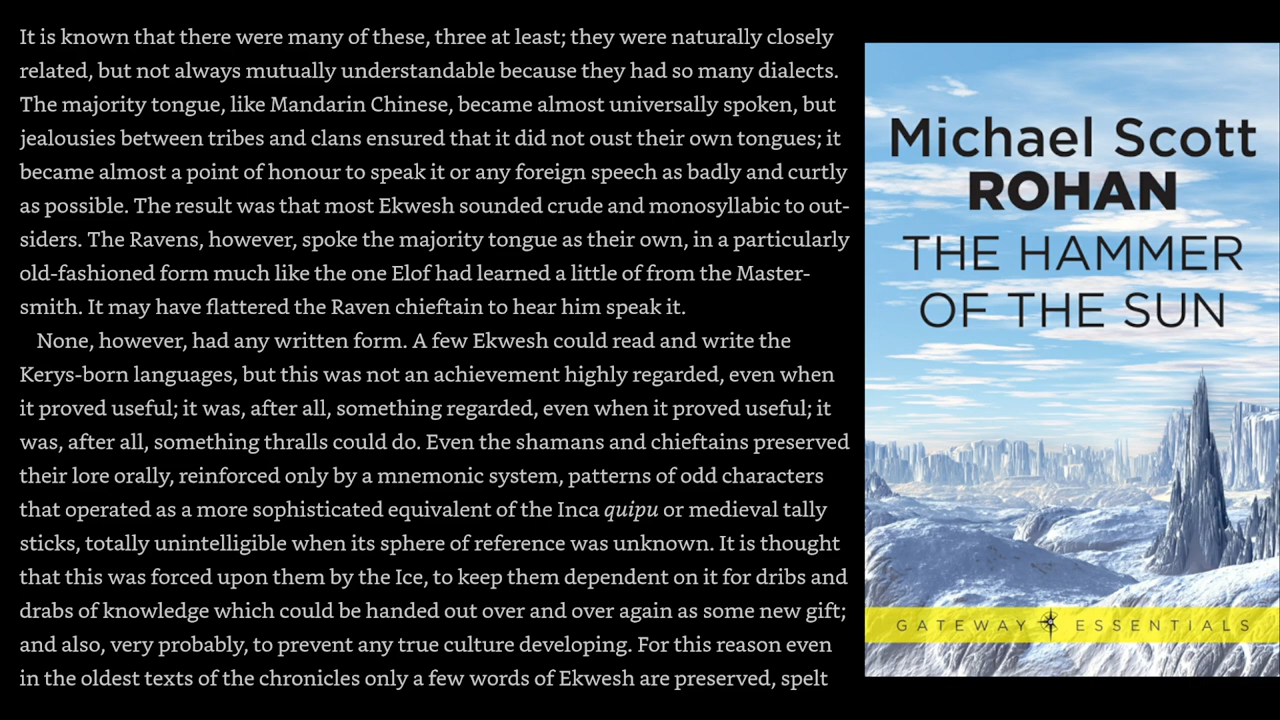 It is known that there were many of these, three at least; they were naturally closely
related, but not always mutually understandable because they had so many dialects.
The majority tongue, like Mandarin Chinese, became almost universally spoken, but
jealousies between tribes and clans ensured that it did not oust their own tongues; it
became almost a point of honour to speak it or any foreign speech as badly and curtly
as possible. The result was that most Ekwesh sounded crude and monosyllabic to out-
siders. The Ravens, however, spoke the majority tongue as their own, in a particularly
old-fashioned form much like the one Elof had learned a little of from the Master-
smith. It may have flattered the Raven chieftain to hear him speak it.
None, however, had any written form. A few Ekwesh could read and write the
Kerys-born languages, but this was not an achievement highly regarded, even when
it proved useful; it was, after all, something regarded, even when it proved useful; it
was, after all, something thralls could do. Even the shamans and chieftains preserved
their lore orally, reinforced only by a mnemonic system, patterns of odd characters
that operated as a more sophisticated equivalent of the Inca quipu or medieval tally
sticks, totally unintelligible when its sphere of reference was unknown. It is thought
that this was forced upon them by the Ice, to keep them dependent on it for dribs and
drabs of knowledge which could be handed out over and over again as some new gift;
and also, very probably, to prevent any true culture developing. For this reason even
in the oldest texts of the chronicles only a few words of Ekwesh are preserved, spelt
Michael Scott
ROHAN
THE HAMMER
OF THE SUN
GATEWAY ESSENTIALS